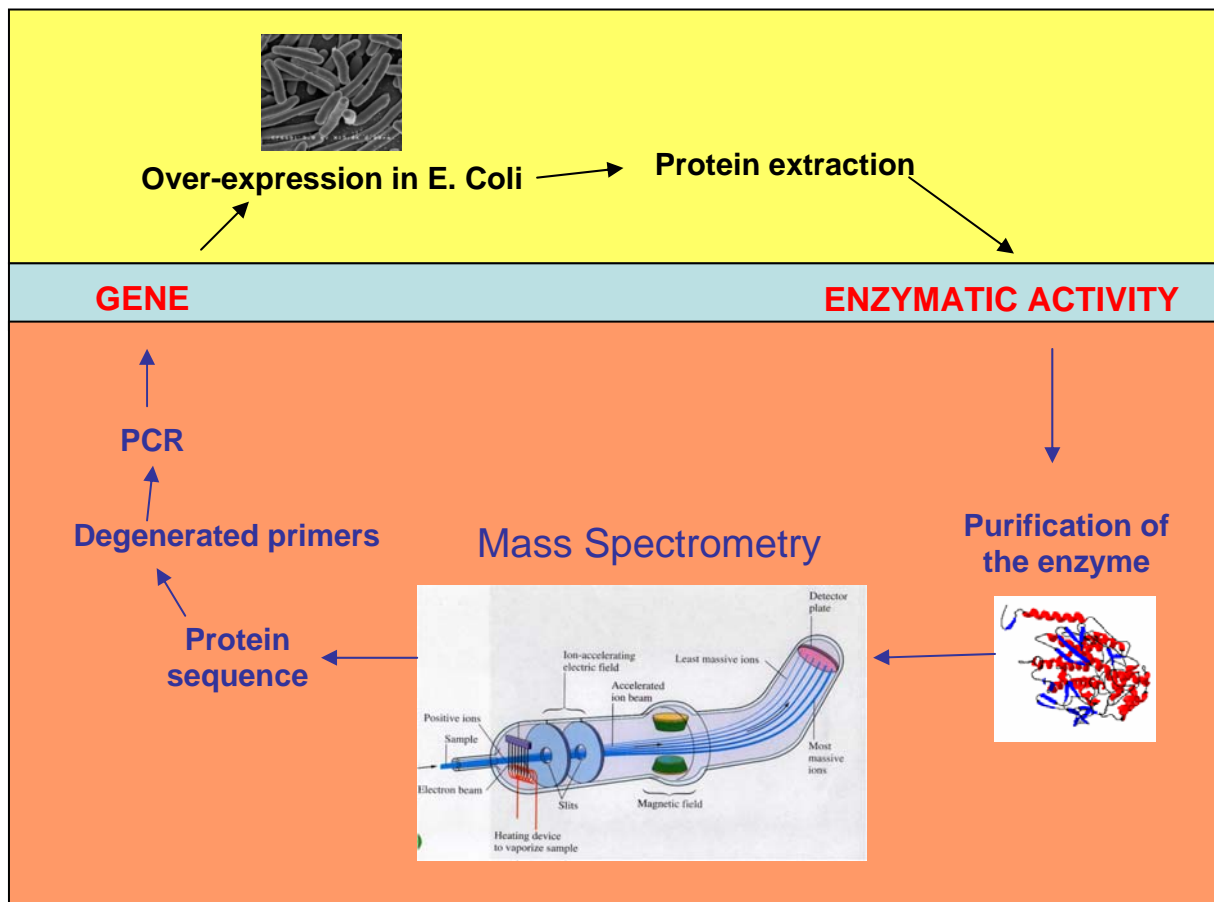 Over-expression in E. Coli
Protein extraction
GENE
ENZYMATIC ACTIVITY
PCR
Degenerated primers
Protein
sequence
Mass Spectrometry
Purification of
the enzyme
Detector
plate
Ion-accelerating
electric field
Least massive ions
Accelerated
ion beam
Positive ions
Sample
Most
massive
ions
Electron beam
Slits
Magnetic field
Heating device
to vaporize sample